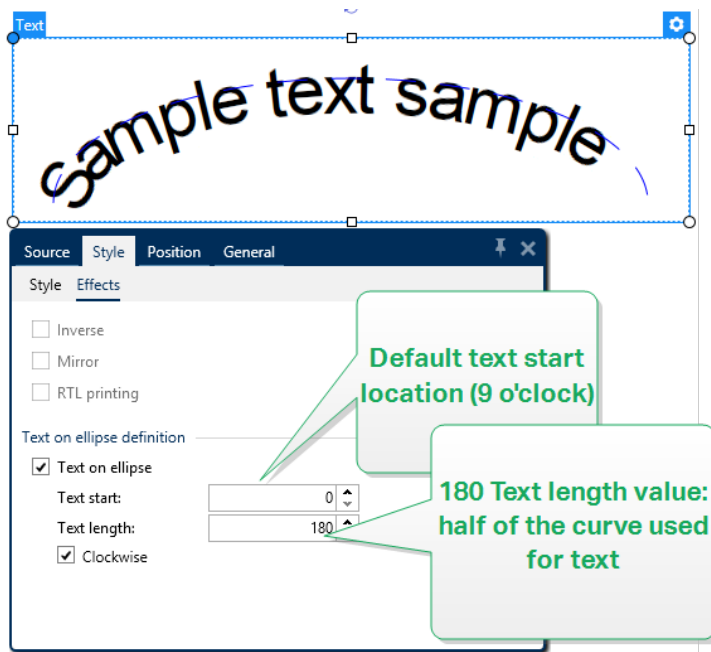 Text
Sample text sample
Source Style Position General
Style Effects
Inverse
Mirror
RTL printing
Default text start
location (9 o'clock)
Text on ellipse definition
Text on ellipse
Text start: 0
Text length: 180
Clockwise
180 Text length value:
half of the curve used
for text